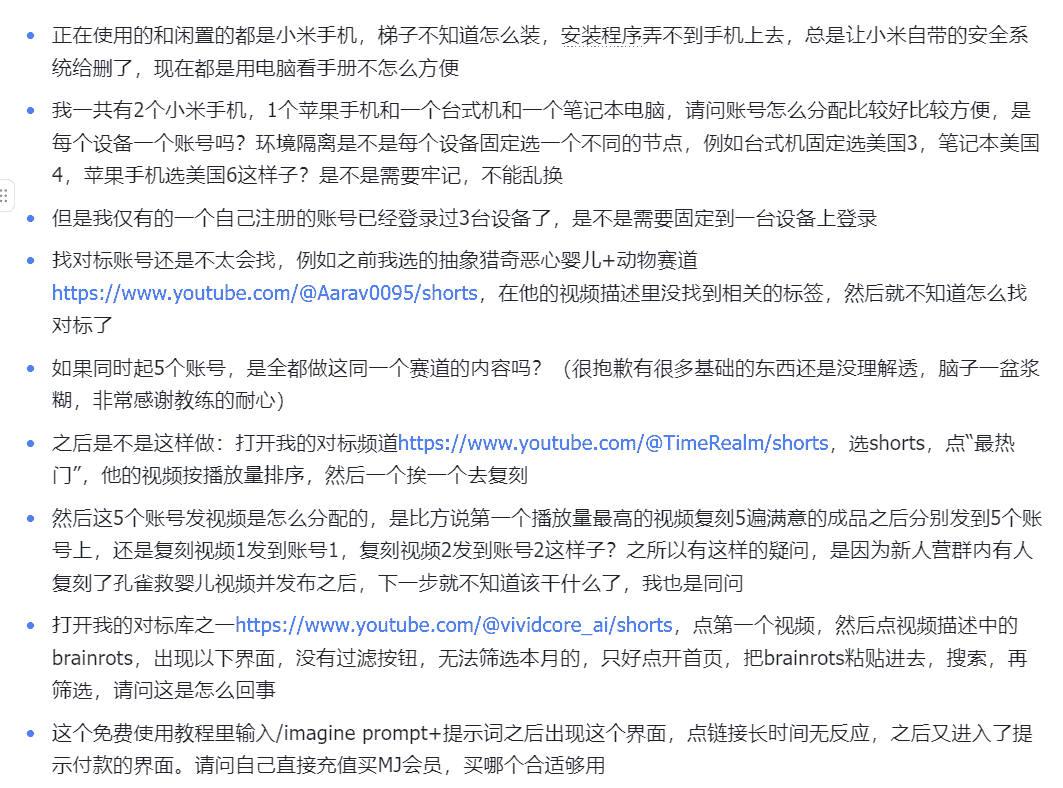 正在使用的和闲置的都是小米手机，梯子不知道怎么装，安装程序弄不到手机上去，总是让小米自带的安全系
统给删了，现在都是用电脑看手册不怎么方便
我一共有2个小米手机，1个苹果手机和一个台式机和一个笔记本电脑，请问账号怎么分配比较好比较方便，是
每个设备一个账号吗？环境隔离是不是每个设备固定选一个不同的节点，例如台式机固定选美国3，笔记本美国
4，苹果手机选美国6这样子？是不是需要牢记，不能乱换
但是我仅有的一个自己注册的账号已经登录过3台设备了，是不是需要固定到一台设备上登录
找对标账号还是不太会找，例如之前我选的抽象猎奇恶心婴儿+动物赛道
https://www.youtube.com/@Aarav0095/shorts，在他的视频描述里没找到相关的标签，然后就不知道怎么找
对标了
如果同时起5个账号，是全都做这同一个赛道的内容吗？（很抱歉有很多基础的东西还是没理解透，脑子一盆浆
糊，非常感谢教练的耐心）
之后是不是这样做：打开我的对标频道https://www.youtube.com/@TimeRealm/shorts，选shorts，点“最热
门”，他的视频按播放量排序，然后一个挨一个去复刻
然后这5个账号发视频是怎么分配的，是比方说第一个播放量最高的视频复刻5遍满意的成品之后分别发到5个账
号上，还是复刻视频1发到账号1，复刻视频2发到账号2这样子？之所以有这样的疑问，是因为新人营群内有人
复刻了孔雀救婴儿视频并发布之后，下一步就不知道该干什么了，我也是同问
打开我的对标库之一https://www.youtube.com/@vividcore_ai/shorts，点第一个视频，然后点视频描述中的
brainrots，出现以下界面，没有过滤按钮，无法筛选本月的，只好点开首页，把brainrots粘贴进去，搜索，再
筛选，请问这是怎么回事
这个免费使用教程里输入/imagine prompt+提示词之后出现这个界面，点链接长时间无反应，之后又进入了提
示付款的界面。请问自己直接充值买MJ会员，买哪个合适够用